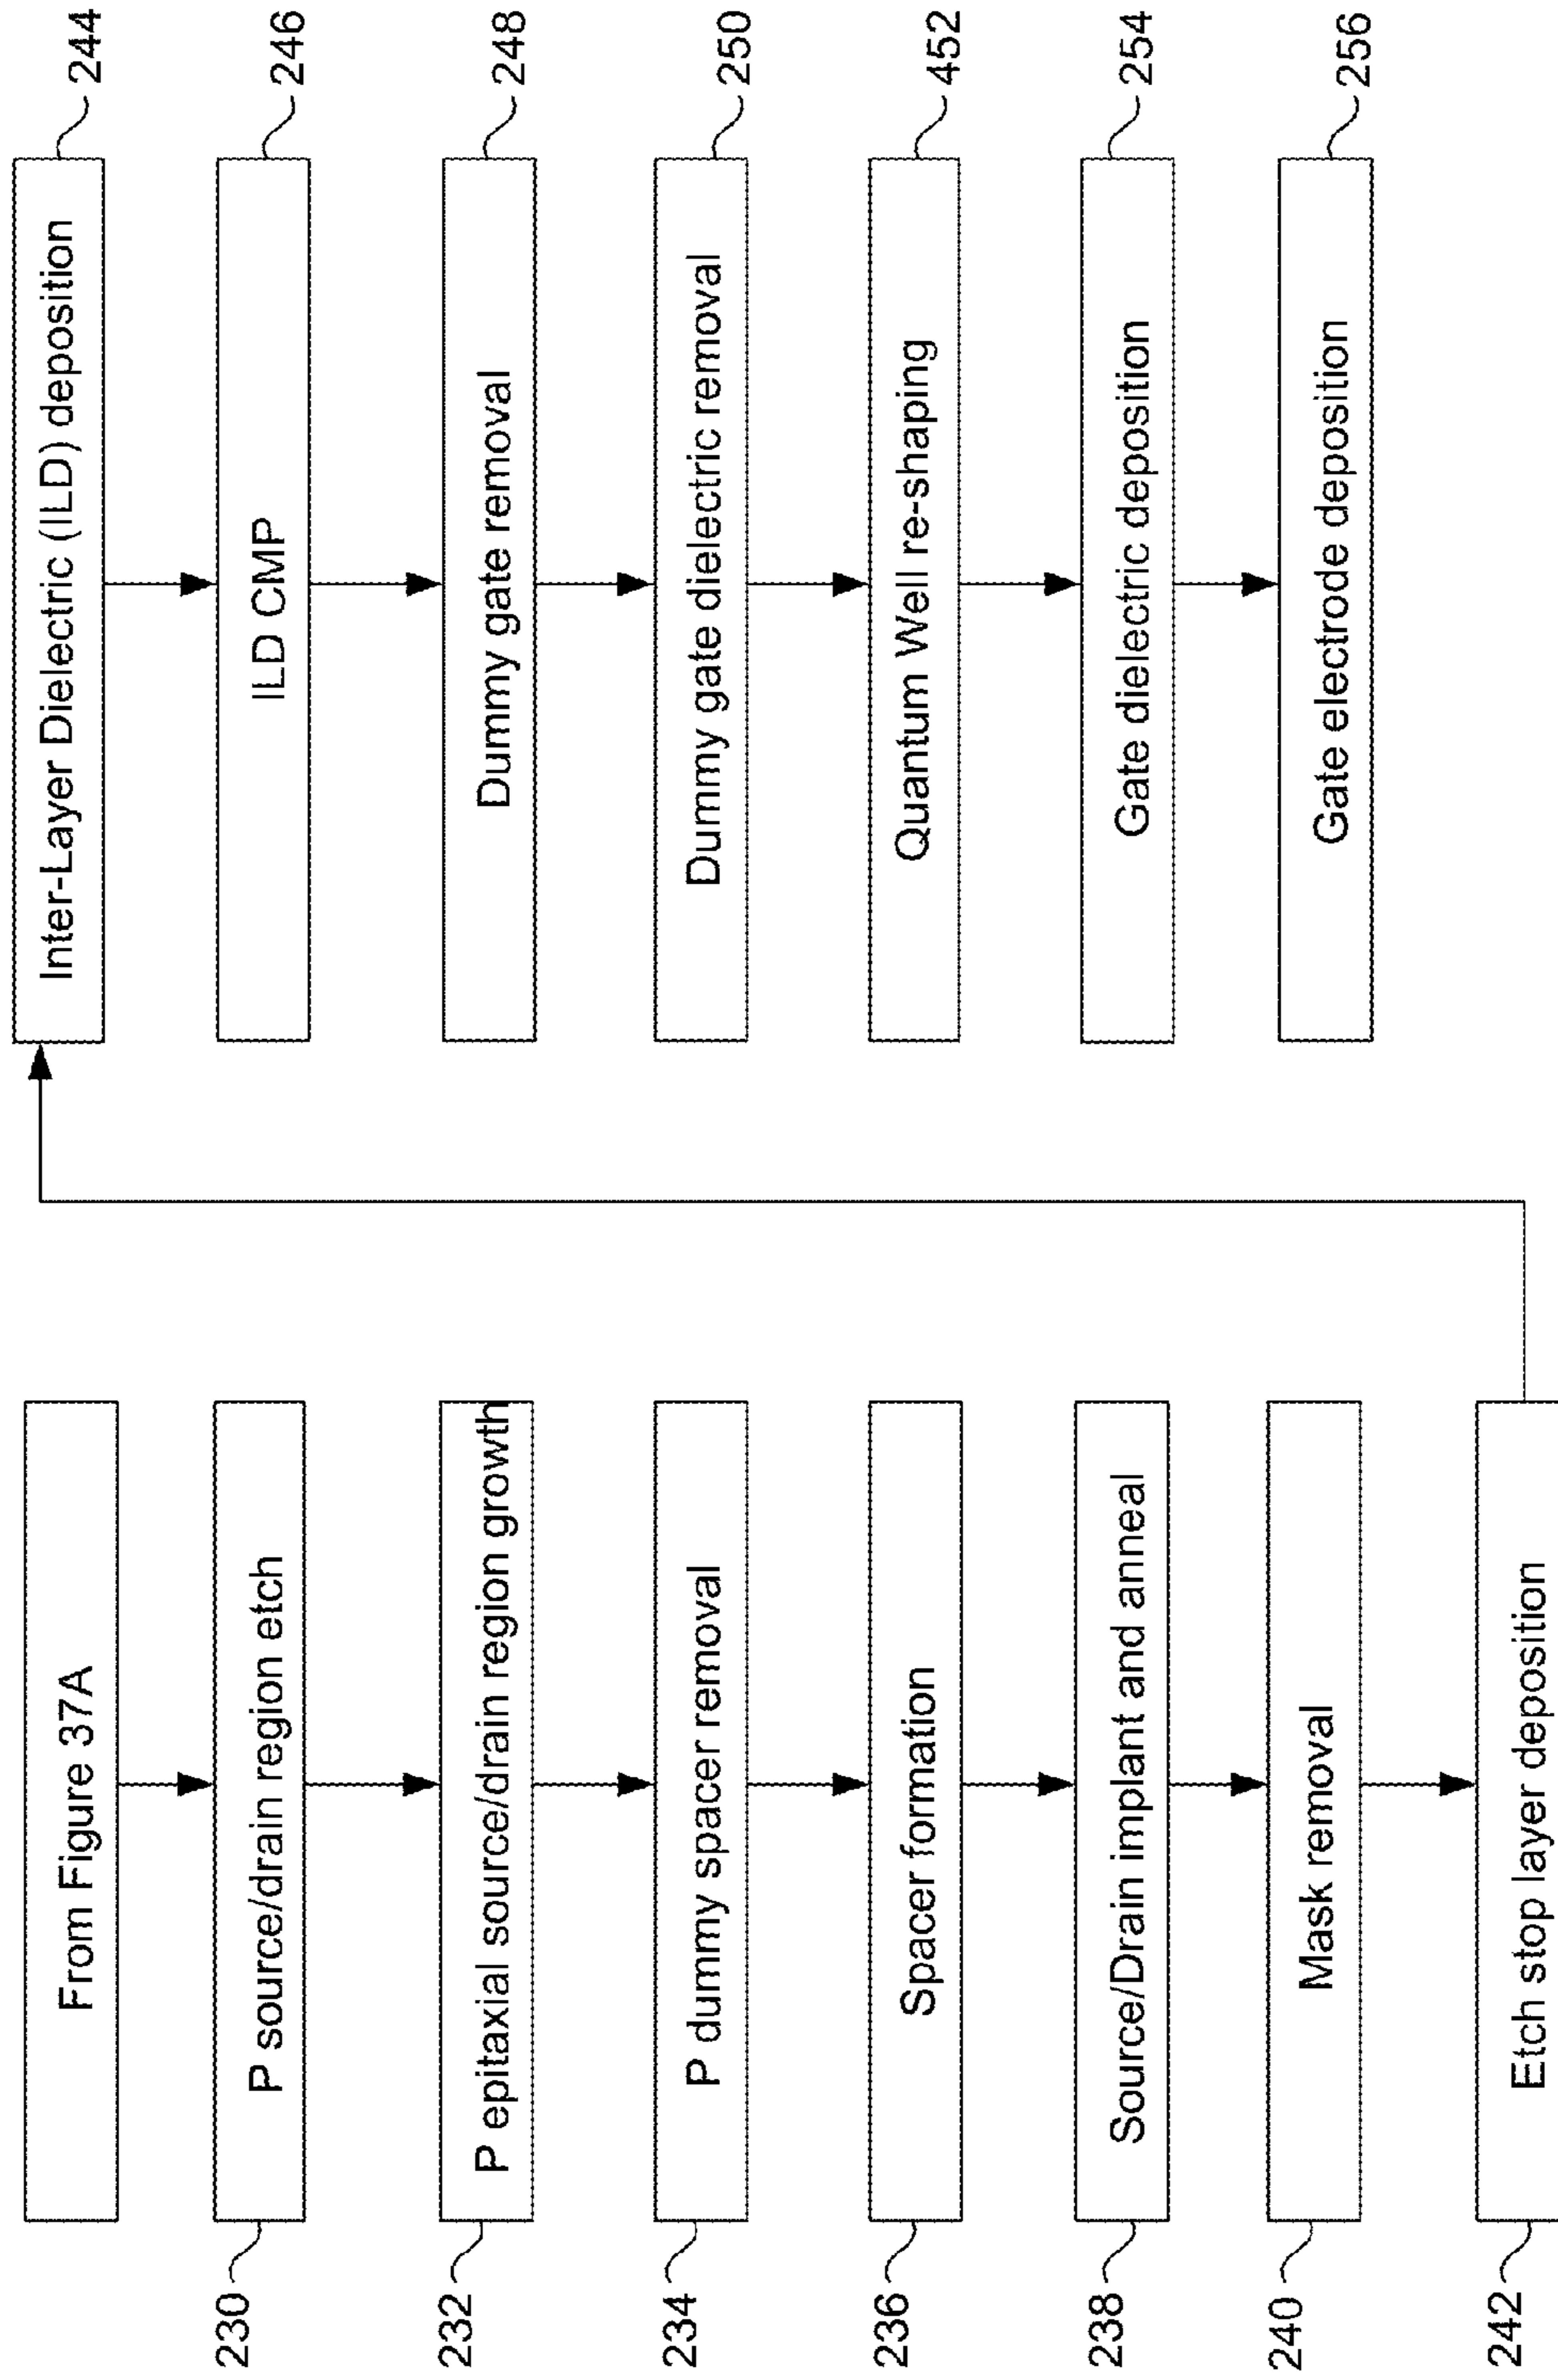 From Figure 37A
230
P source/drain region etch
232
P epitaxial source/drain region growth
234
P dummy spacer removal
236
Spacer formation
238
Source/Drain implant and anneal
240
Mask removal
242
Etch stop layer deposition
Inter-Layer Dielectric (ILD) deposition
244
ILD CMP
246
Dummy gate removal
248
Dummy gate dielectric removal
250
Quantum Well re-shaping
452
Gate dielectric deposition
254
Gate electrode deposition
256